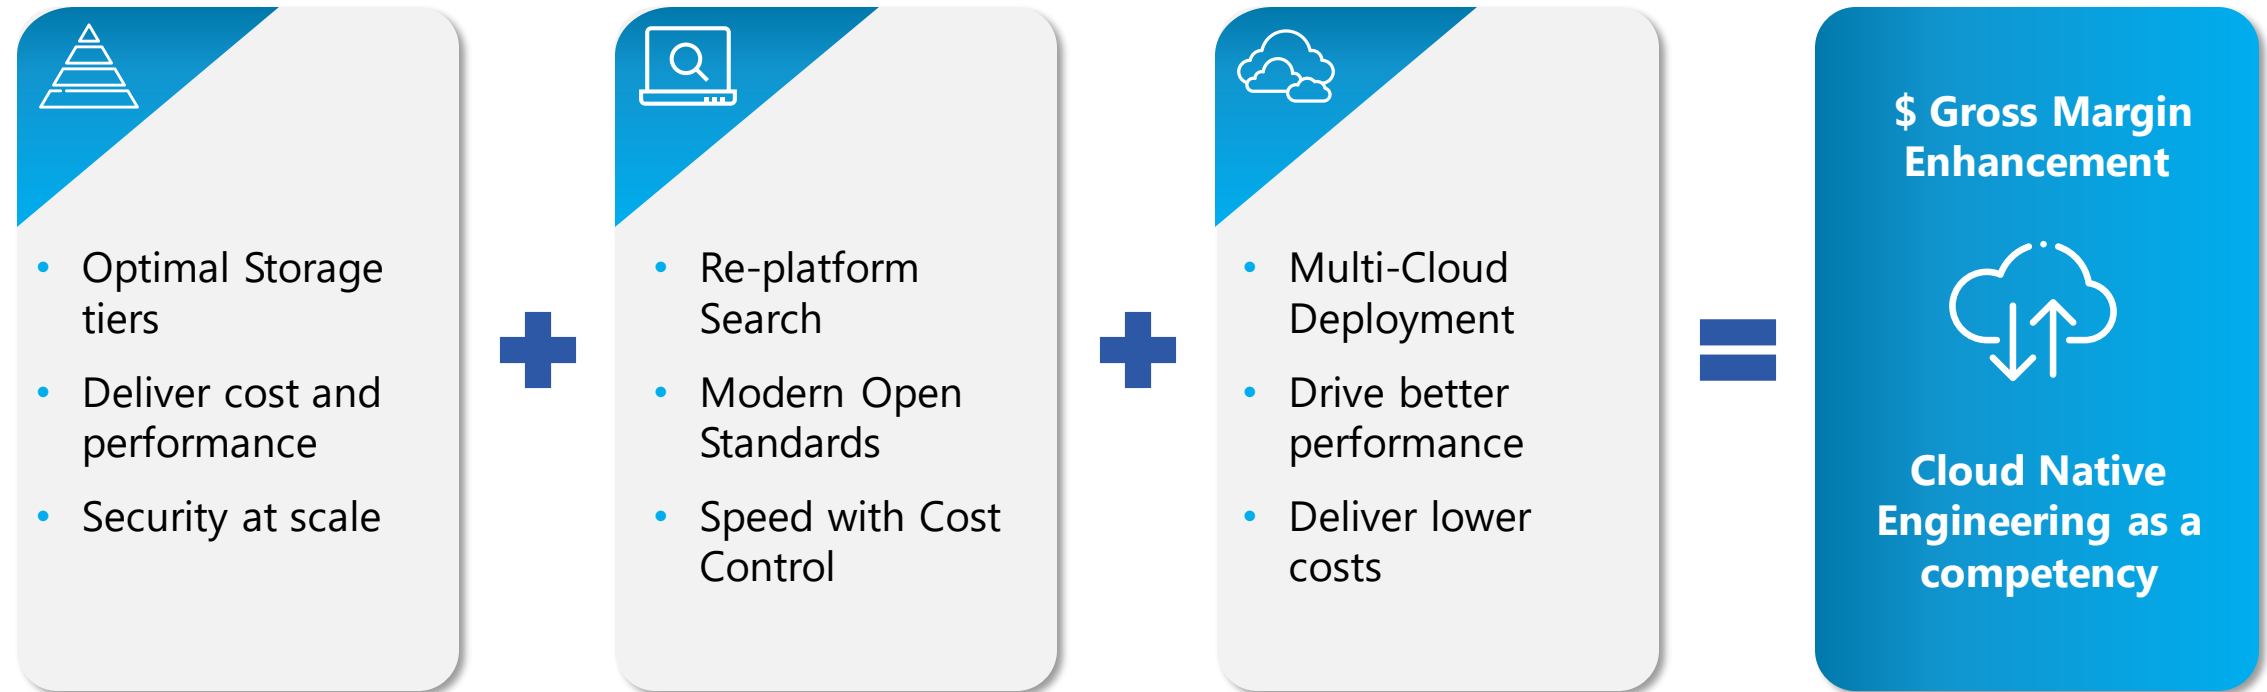 • Optimal Storage
tiers
• Deliver cost and
performance
• Security at scale
• Re-platform
Search
• Modern Open
Standards
• Speed with Cost
Control
• Multi-Cloud
Deployment
• Drive better
performance
• Deliver lower
costs
$ Gross Margin
Enhancement
Cloud Native
Engineering as a
competency